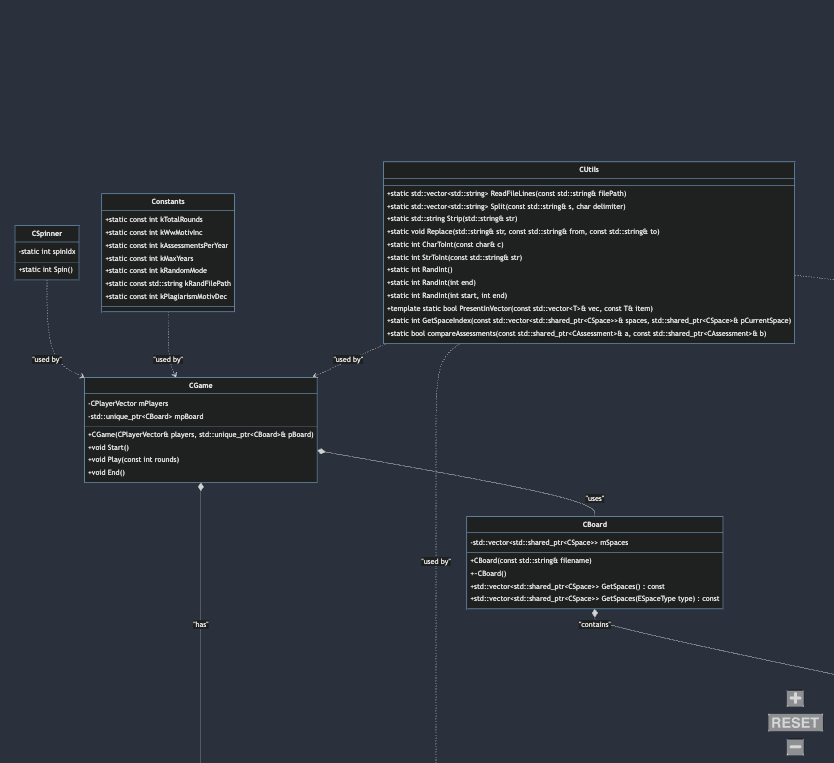 CUtils
+static std::vector<std::string> ReadFileLines(const std::string& filePath)
+static std::vector<std::string> Split(const std::string& s, char delimiter)
+static std::string Strip(std::string& str)
+static void Replace(std::string& str, const std::string& from, const std::string& to)
+static int CharToInt(const char& c)
+static int StrToInt(const std::string& str)
+static int RandInt()
+static int RandInt(int end)
+static int RandInt(int start, int end)
+template static bool PresentInVector(const std::vector<T>& vec, const T& item)
+static int GetSpaceIndex(const std::vector<std::shared_ptr<CSpace>>& spaces, std::shared_ptr<CSpace>& pCurrentSpace)
+static bool compareAssessments(const std::shared_ptr<CAssessment>& a, const std::shared_ptr<CAssessment>& b)
Constants
+static const int kTotalRounds
+static const int kWwMotivInc
+static const int kAssessmentsPerYear
+static const int kMaxYears
+static const int kRandomMode
+static const std::string kRandFilePath
+static const int kPlagiarismMotivDec
CSpinner
-static int spinIdx
+static int Spin()
"used by"
"used by"
"used by"
CGame
-CPlayerVector mPlayers
-std::unique_ptr<CBoard> mpBoard
+CGame(CPlayerVector& players, std::unique_ptr<CBoard>& pBoard)
+void Start()
+void Play(const int rounds)
+void End()
"uses"
CBoard
-std::vector<std::shared_ptr<CSpace>> mSpaces
+CBoard(const std::string& filename)
+~CBoard()
+std::vector<std::shared_ptr<CSpace>> GetSpaces() : const
+std::vector<std::shared_ptr<CSpace>> GetSpaces(ESpaceType type) : const
"used by"
"has"
"contains"
+
RESET
−